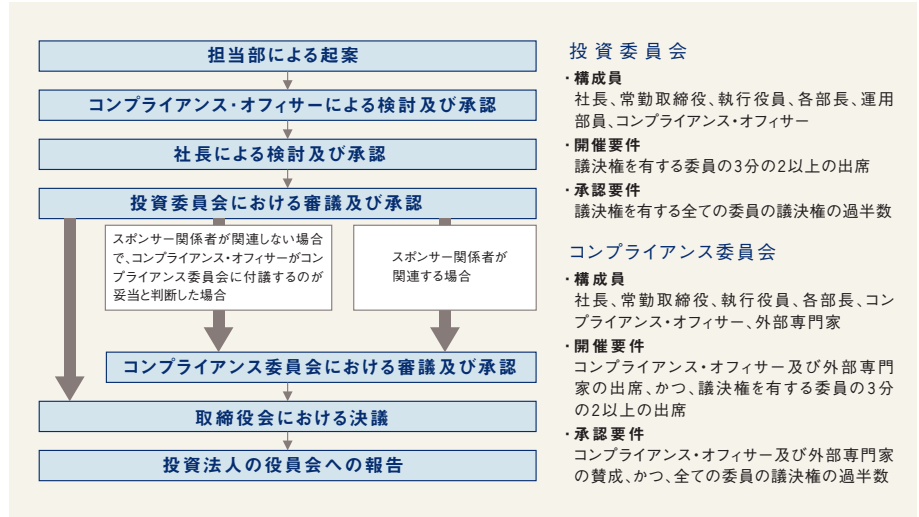 担当部による起案
コンプライアンス・オフィサーによる検討及び承認
社長による検討及び承認
投資委員会における審議及び承認
スポンサー関係者が関連しない場合
で、コンプライアンス・オフィサーがコン
プライアンス委員会に付議するのが
妥当と判断した場合
スポンサー関係者が
関連する場合
コンプライアンス委員会における審議及び承認
取締役会における決議
投資法人の役員会への報告
投資委員会
・構成員
社長、常勤取締役、執行役員、各部長、運用
部員、コンプライアンス・オフィサー
・開催要件
議決権を有する委員の3分の2以上の出席
・承認要件
議決権を有する全ての委員の議決権の過半数
コンプライアンス委員会
・構成員
社長、常勤取締役、執行役員、各部長、コン
プライアンス・オフィサー、外部専門家
・開催要件
コンプライアンス・オフィサー及び外部専門
家の出席、かつ、議決権を有する委員の3分
の2以上の出席
・承認要件
コンプライアンス・オフィサー及び外部専門家
の賛成、かつ、全ての委員の議決権の過半数